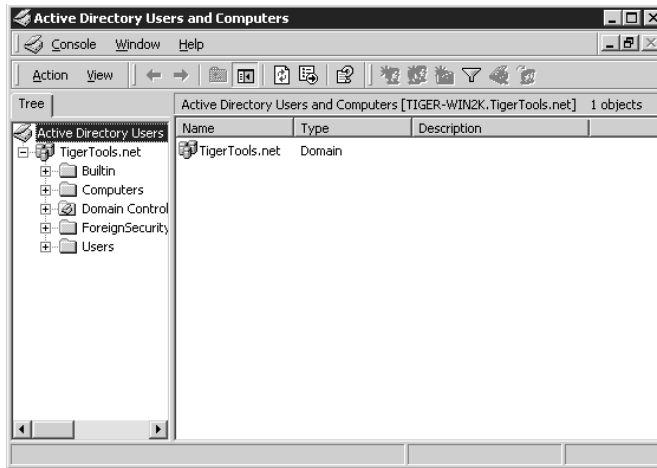 Active Directory Users and Computers
Console Window Help
Action View
Tree
Active Directory Users and Computers [TIGER-WIN2K.TigerTools.net] 1 objects
Active Directory Users
Name Type Description
TigerTools.net
TigerTools.net Domain
Builtin
Computers
Domain Control
ForeignSecurity
Users